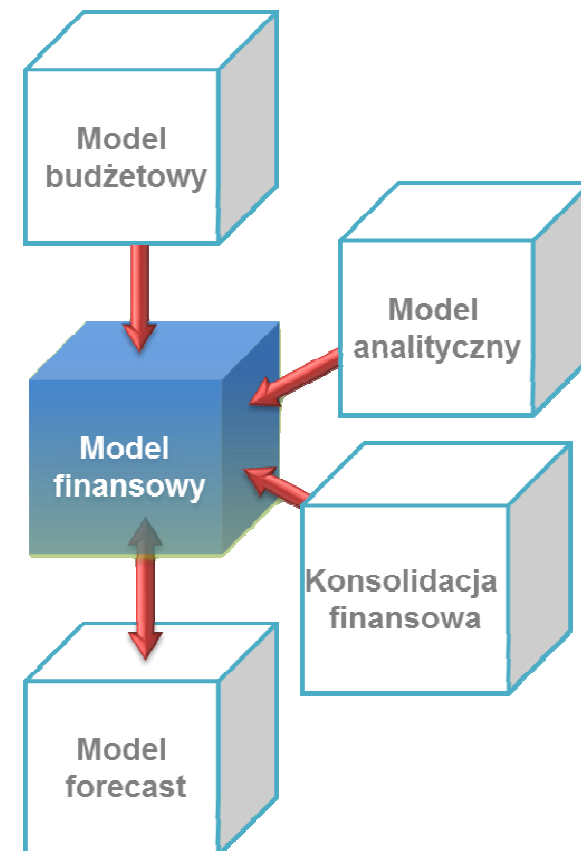 Model
budżetowy
Model
analityczny
Model
finansowy
Konsolidacja
finansowa
Model
forecast